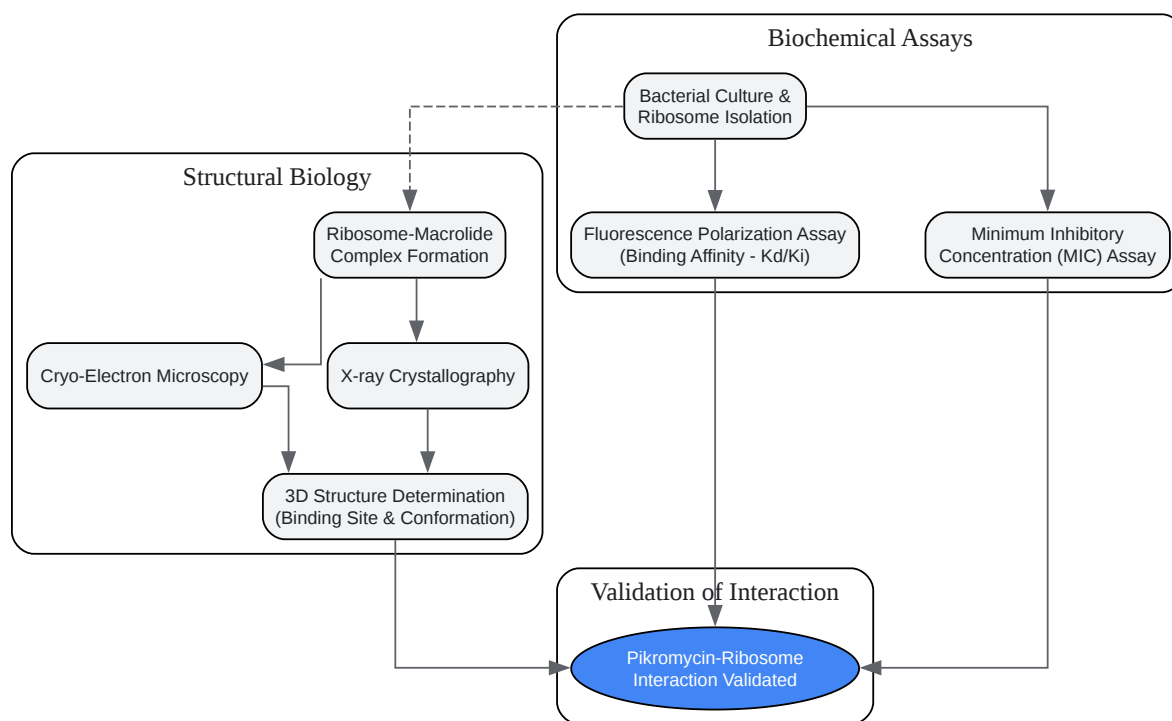 Biochemical Assays
Bacterial Culture &
Ribosome Isolation
Structural Biology
Ribosome-Macrolide
Complex Formation
Fluorescence Polarization Assay
(Binding Affinity - Kd/Ki)
Minimum Inhibitory
Concentration (MIC) Assay
Cryo-Electron Microscopy
X-ray Crystallography
3D Structure Determination
(Binding Site & Conformation)
Validation of Interaction
Pikromycin-Ribosome
Interaction Validated